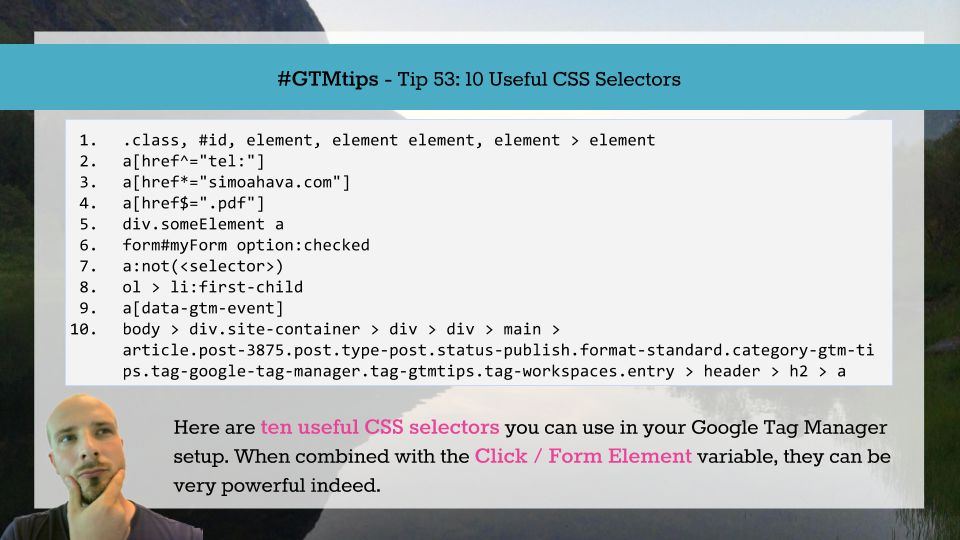 #GTMtips - Tip 53: 10 Useful CSS Selectors
1. .class, #id, element, element element, element > element
2. a[href^="tel:"]
3. a[href*="simoahava.com"]
4. a[href$=".pdf"]
5. div.someElement a
6. form#myForm option:checked
7. a:not(<selector>)
8. ol > li:first-child
9. a[data-gtm-event]
10. body > div.site-container > div > div > main >
article.post-3875.post.type-post.status-publish.format-standard.category-gtm-ti
ps.tag-google-tag-manager.tag-gtmtips.tag-workspaces.entry > header > h2 > a
Here are ten useful CSS selectors you can use in your Google Tag Manager
setup. When combined with the Click / Form Element variable, they can be
very powerful indeed.